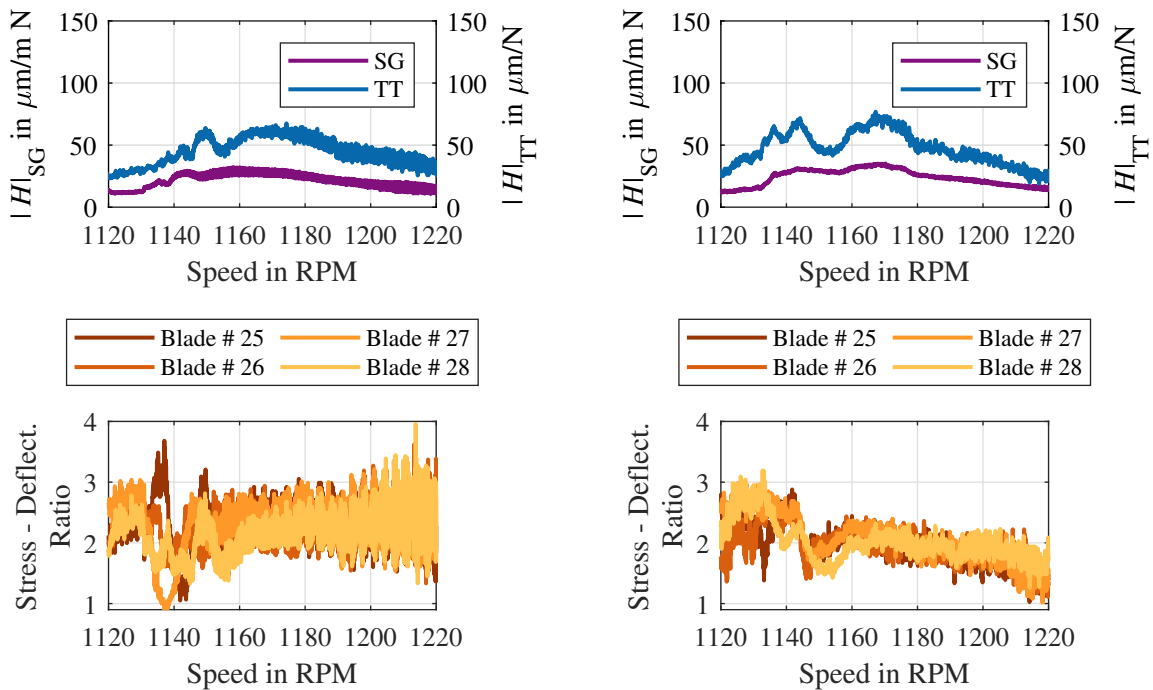 150 150
100 100
50 50
0 0
|H|SG in μm/m N
|H|TT in μm/N
SG
TT
1120 1140 1160 1180 1200 1220
Speed in RPM
150 150
100 100
50 50
0 0
|H|SG in μm/m N
|H|TT in μm/N
SG
TT
1120 1140 1160 1180 1200 1220
Speed in RPM
Blade # 25 Blade # 27
Blade # 26 Blade # 28
Blade # 25 Blade # 27
Blade # 26 Blade # 28
Stress - Deflect.
Ratio
4
3
2
1
1120 1140 1160 1180 1200 1220
Speed in RPM
Stress - Deflect.
Ratio
4
3
2
1
1120 1140 1160 1180 1200 1220
Speed in RPM